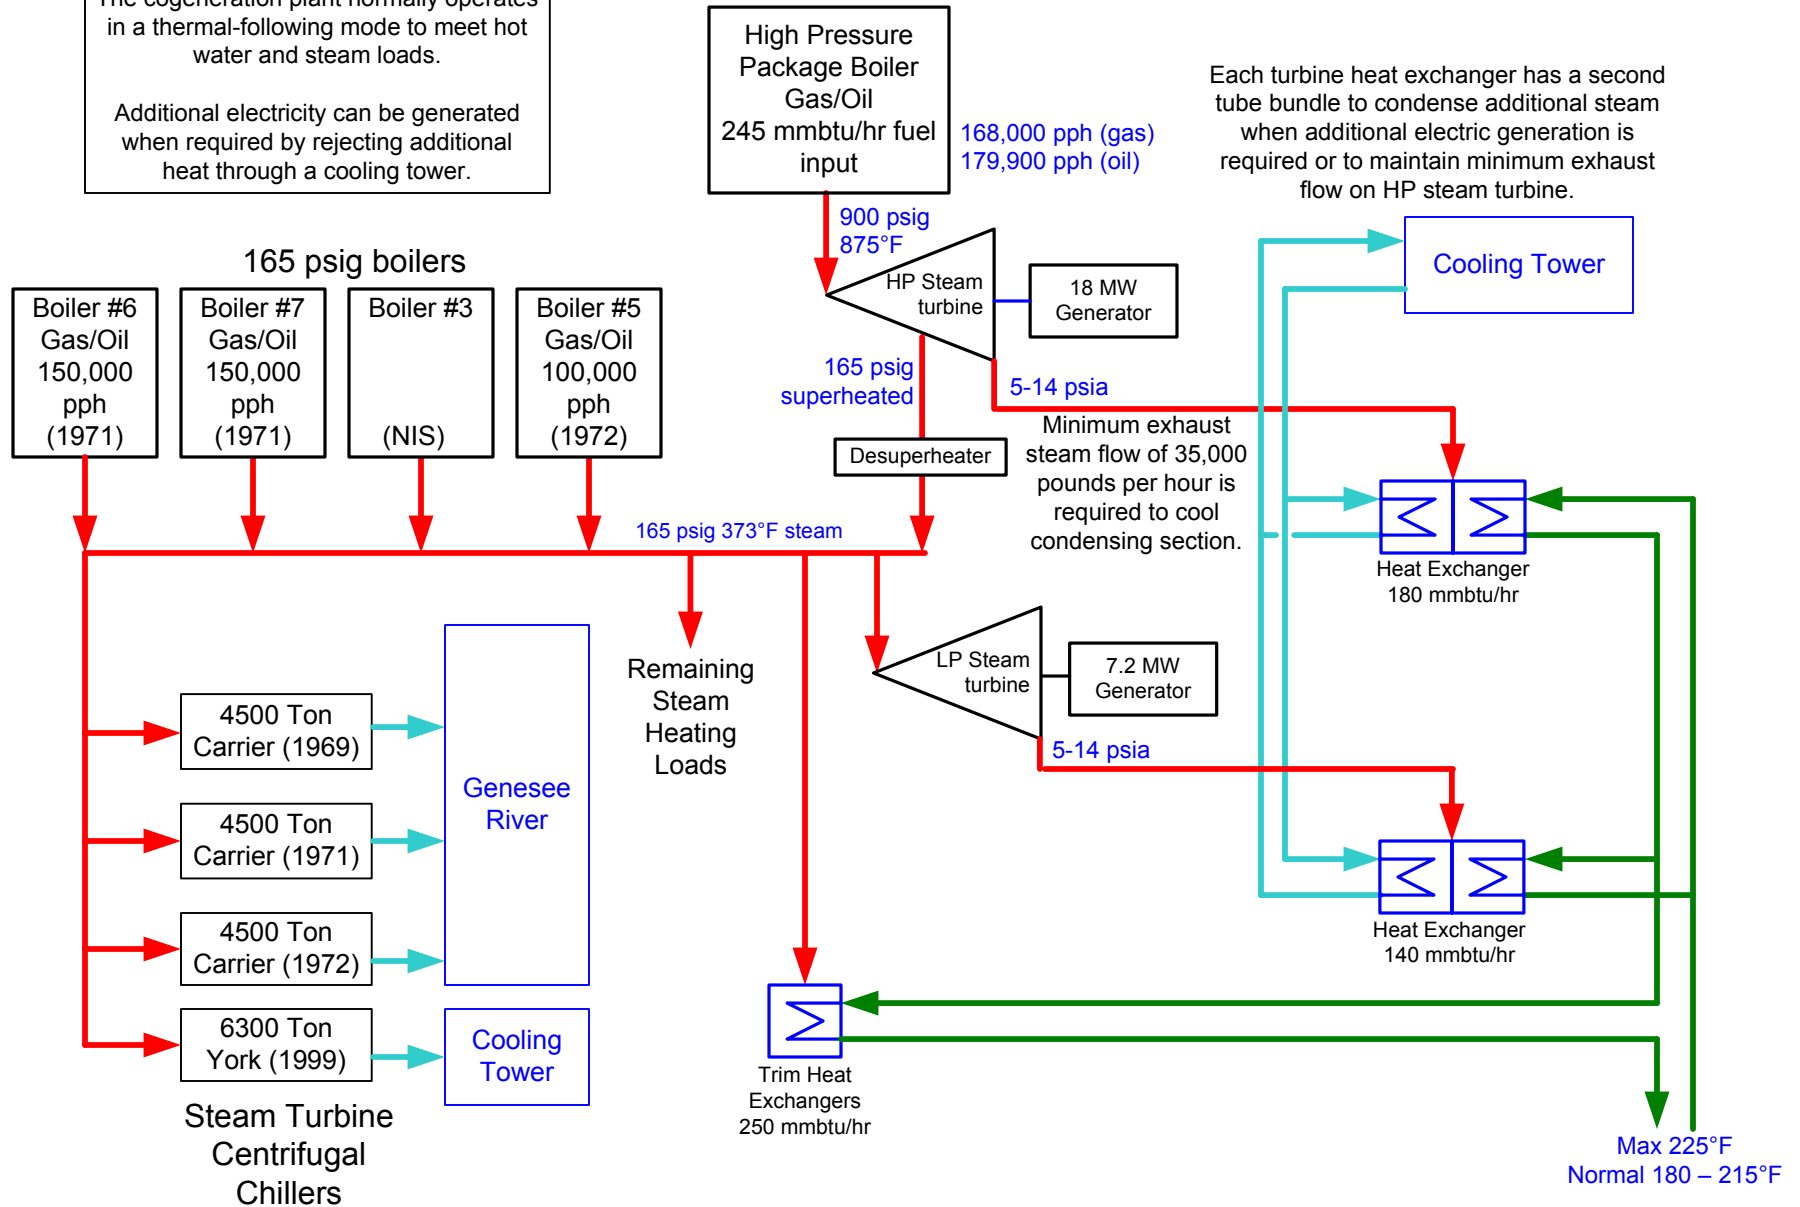 The cogeneration plant normally operates
in a thermal-following mode to meet hot
water and steam loads.
Additional electricity can be generated
when required by rejecting additional
heat through a cooling tower.
High Pressure
Package Boiler
Gas/Oil
245 mmbtu/hr fuel
input
168,000 pph (gas)
179,900 pph (oil)
Each turbine heat exchanger has a second
tube bundle to condense additional steam
when additional electric generation is
required or to maintain minimum exhaust
flow on HP steam turbine.
900 psig
875°F
Cooling Tower
HP Steam
turbine
18 MW
Generator
165 psig boilers
Boiler #6
Gas/Oil
150,000
pph
(1971)
Boiler #7
Gas/Oil
150,000
pph
(1971)
Boiler #3
(NIS)
Boiler #5
Gas/Oil
100,000
pph
(1972)
165 psig
superheated
5-14 psia
Desuperheater
Minimum exhaust
steam flow of 35,000
pounds per hour is
required to cool
condensing section.
165 psig 373°F steam
Heat Exchanger
180 mmbtu/hr
Remaining
Steam
Heating
Loads
LP Steam
turbine
7.2 MW
Generator
5-14 psia
4500 Ton
Carrier (1969)
4500 Ton
Carrier (1971)
4500 Ton
Carrier (1972)
6300 Ton
York (1999)
Genesee
River
Cooling
Tower
Steam Turbine
Centrifugal
Chillers
Heat Exchanger
140 mmbtu/hr
Trim Heat
Exchangers
250 mmbtu/hr
Max 225°F
Normal 180 – 215°F